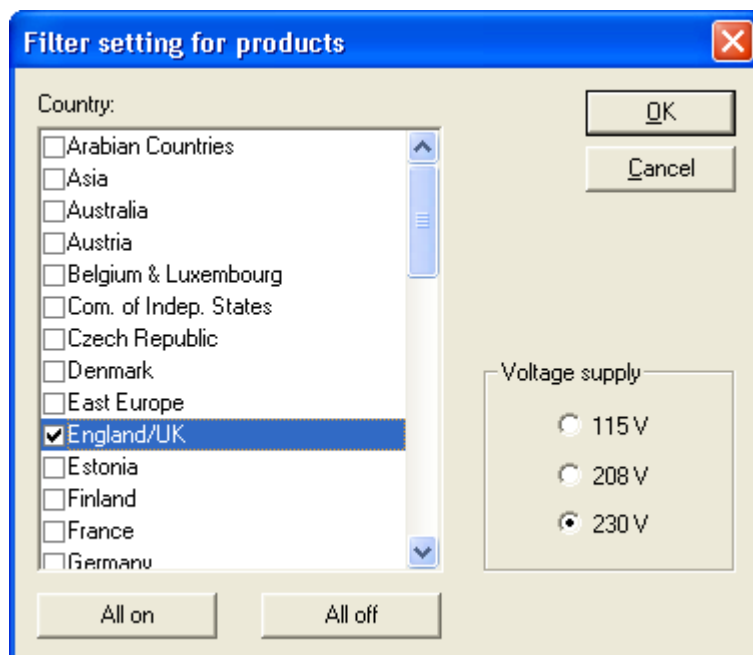 Filter setting for products
Country:
OK
Cancel
Arabian Countries
Asia
Australia
Austria
Belgium & Luxembourg
Com. of Indep. States
Czech Republic
Denmark
East Europe
England/UK
Estonia
Finland
France
Germany
Voltage supply
115 V
208 V
230 V
All on
All off